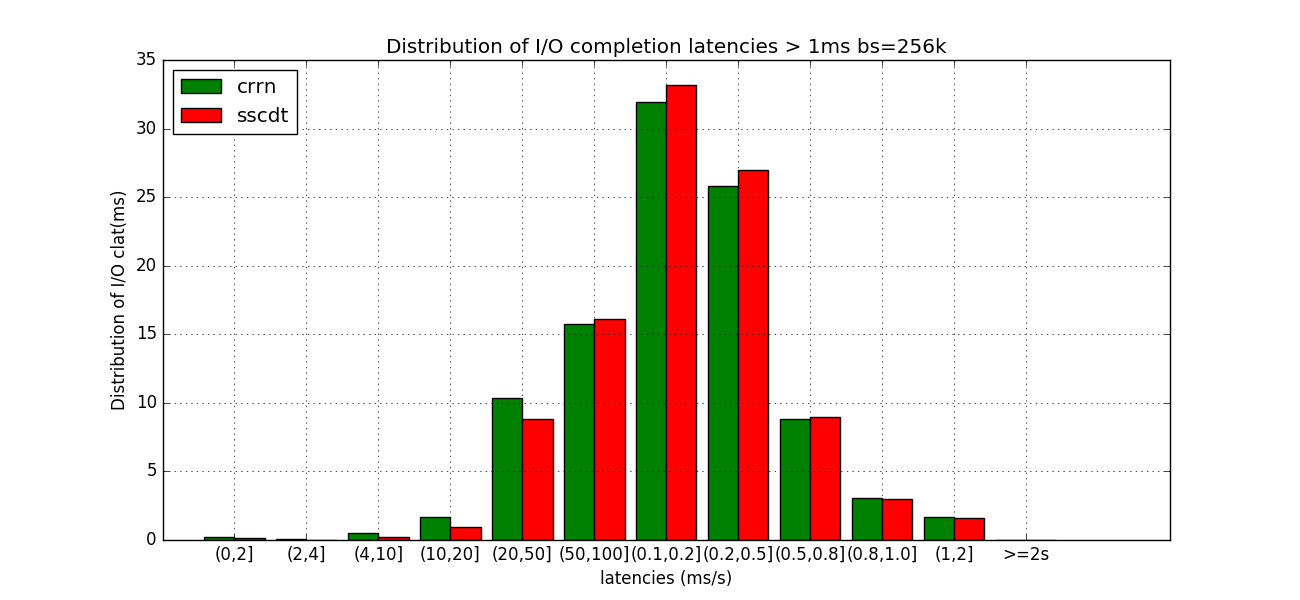 Distribution of I/O completion latencies > 1ms bs=256k
crrn
sscdt
Distribution of I/O clat(ms)
35
30
25
20
15
10
5
0
(0,2] (2,4] (4,10] (10,20] (20,50] (50,100] (0.1,0.2] (0.2,0.5] (0.5,0.8] (0.8,1.0] (1,2] >=2s
latencies (ms/s)